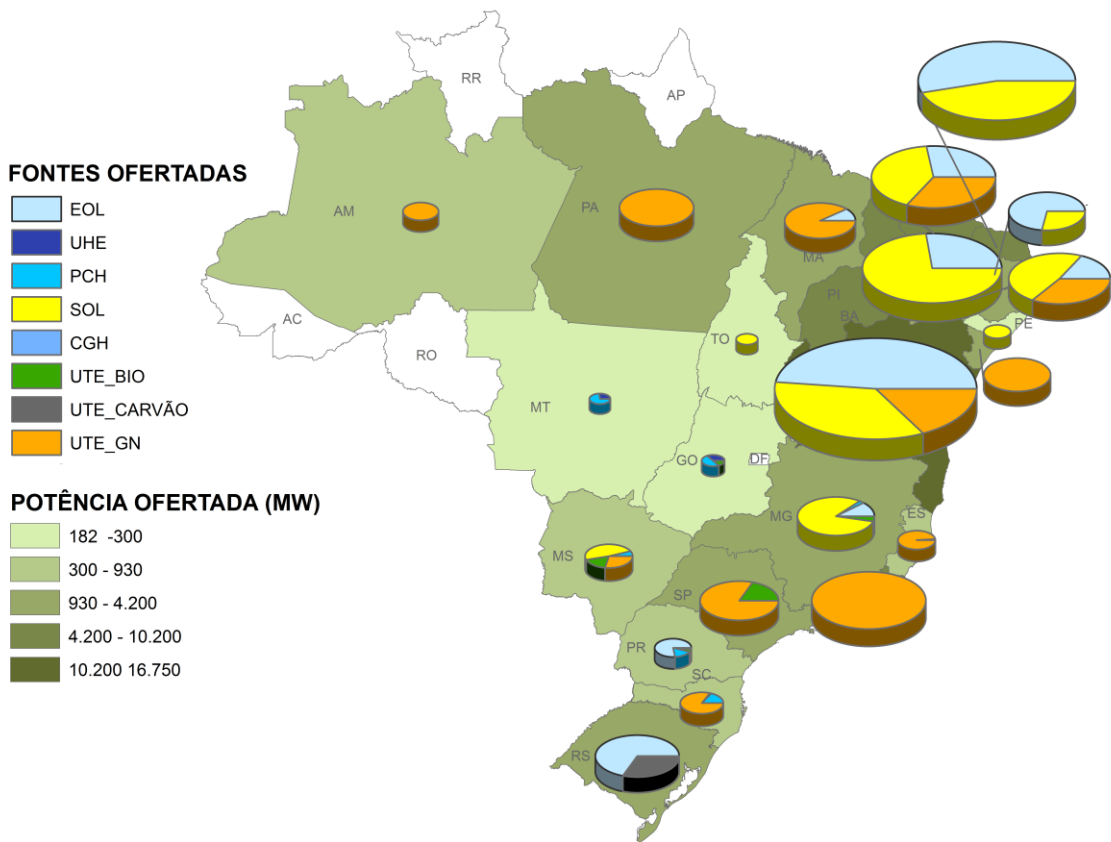 RR
AP
FONTES OFERTADAS
EOL
UHE
PCH
SOL
CGH
UTE_BIO
UTE_CARVÃO
UTE_GN
AM
PA
MA
PI
BA
PE
AC
RO
TO
MT
GO
DF
POTÊNCIA OFERTADA (MW)
182 -300
300 - 930
930 - 4.200
4.200 - 10.200
10.200 16.750
MG
ES
MS
SP
PR
SC
RS